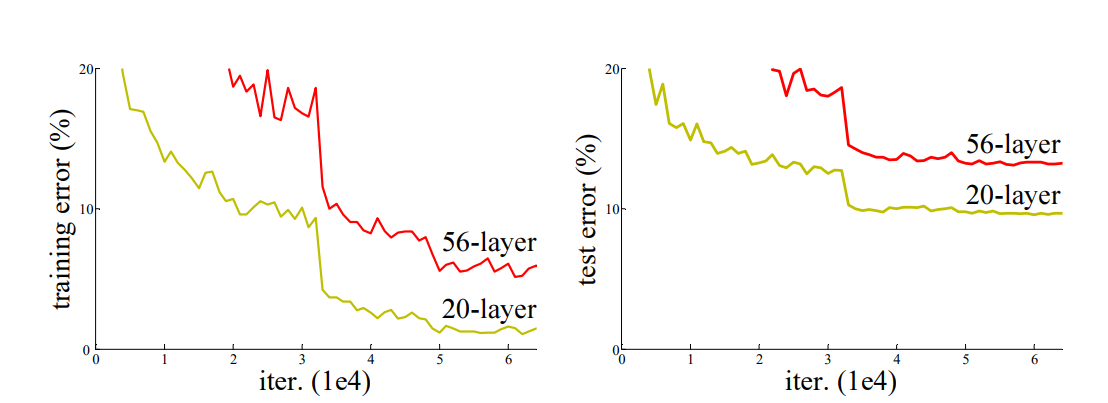 20
10
0
training error (%)
56-layer
20-layer
0 1 2 3 4 5 6
iter. (1e4)
20
10
0
test error (%)
56-layer
20-layer
0 1 2 3 4 5 6
iter. (1e4)